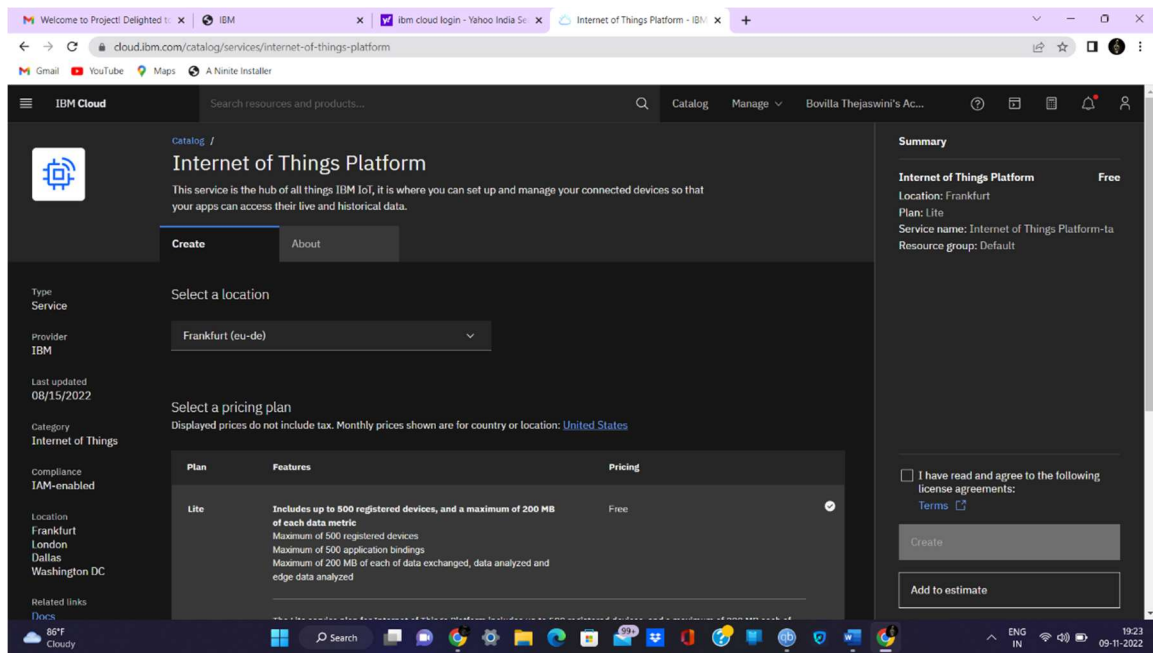 Welcome to Project! Delighted to
IBM
ibm cloud login - Yahoo India Se
Internet of Things Platform - IBM
cloud.ibm.com/catalog/services/internet-of-things-platform
Gmail
YouTube
Maps
A Ninite Installer
IBM Cloud
Search resources and products...
Catalog
Manage
Bovilla Thejaswini's Ac...
Catalog /
Internet of Things Platform
This service is the hub of all things IBM IoT, it is where you can set up and manage your connected devices so that
your apps can access their live and historical data.
Create
About
Type
Service
Provider
IBM
Last updated
08/15/2022
Category
Internet of Things
Compliance
IAM-enabled
Location
Frankfurt
London
Dallas
Washington DC
Related links
Docs
Select a location
Frankfurt (eu-de)
Select a pricing plan
Displayed prices do not include tax. Monthly prices shown are for country or location: United States
Plan Features Pricing
Lite
Includes up to 500 registered devices, and a maximum of 200 MB
of each data metric
Maximum of 500 registered devices
Maximum of 500 application bindings
Maximum of 200 MB of each of data exchanged, data analyzed and
edge data analyzed
Free
Summary
Internet of Things Platform Free
Location: Frankfurt
Plan: Lite
Service name: Internet of Things Platform-ta
Resource group: Default
I have read and agree to the following
license agreements:
Terms
Create
Add to estimate
86°F
Cloudy
Search
99+
ENG
IN
19:23
09-11-2022